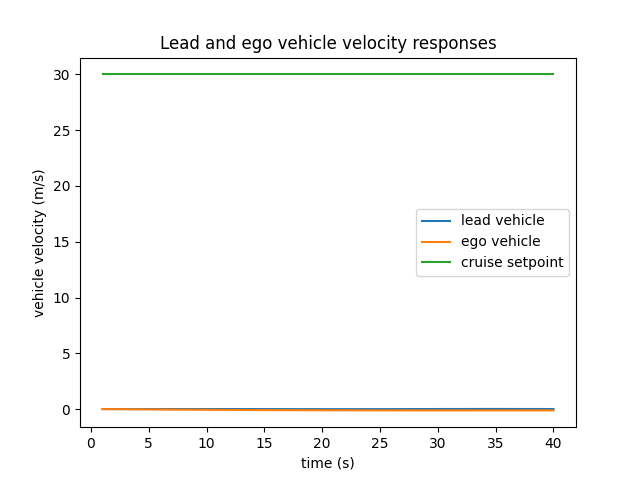 Lead and ego vehicle velocity responses
30
25
20
15
10
5
0
vehicle velocity (m/s)
lead vehicle
ego vehicle
cruise setpoint
0 5 10 15 20 25 30 35 40
time (s)